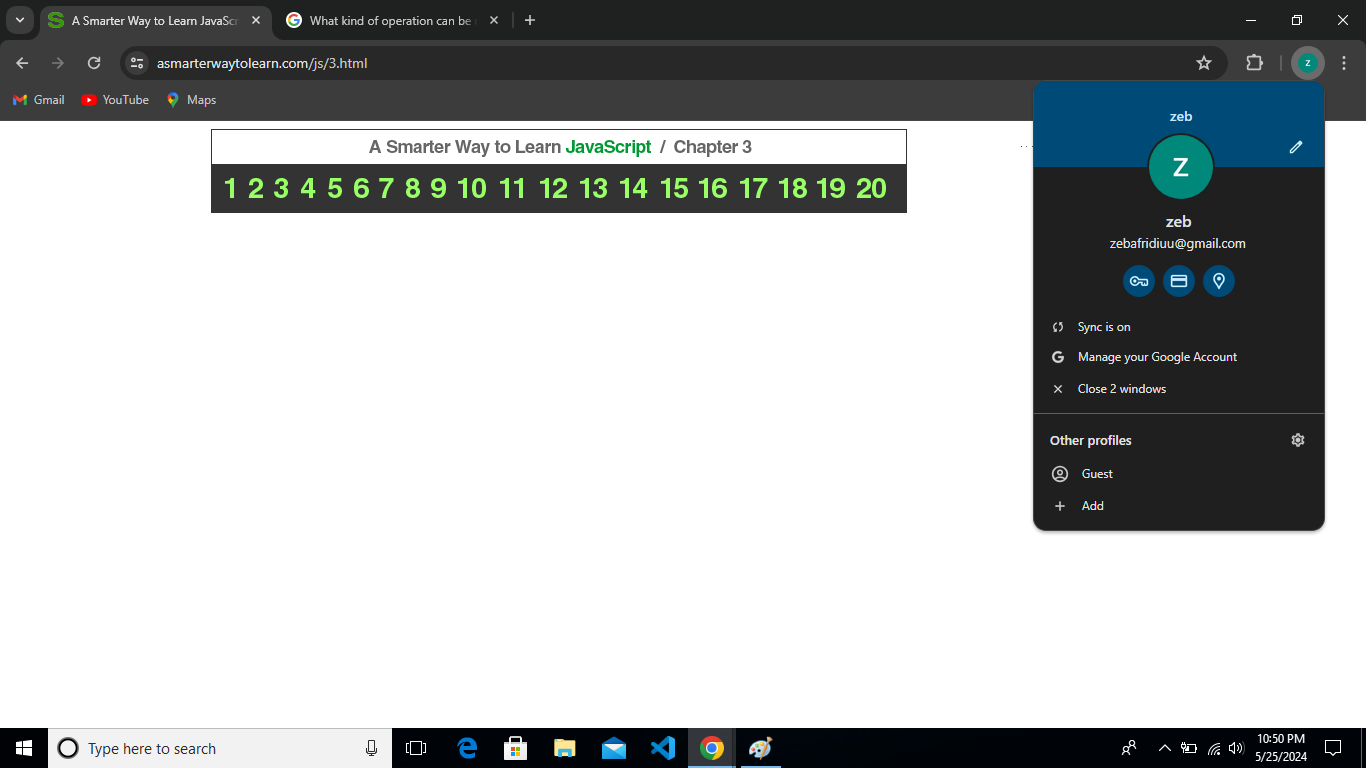 A Smarter Way to Learn JavaScr
What kind of operation can be
asmarterwaytolearn.com/js/3.html
z
Gmail
YouTube
Maps
A Smarter Way to Learn JavaScript / Chapter 3
1 2 3 4 5 6 7 8 9 10 11 12 13 14 15 16 17 18 19 20
zeb
Z
zeb
zebafridiuu@gmail.com
Sync is on
Manage your Google Account
Close 2 windows
Other profiles
Guest
Add
Type here to search
10:50 PM
5/25/2024